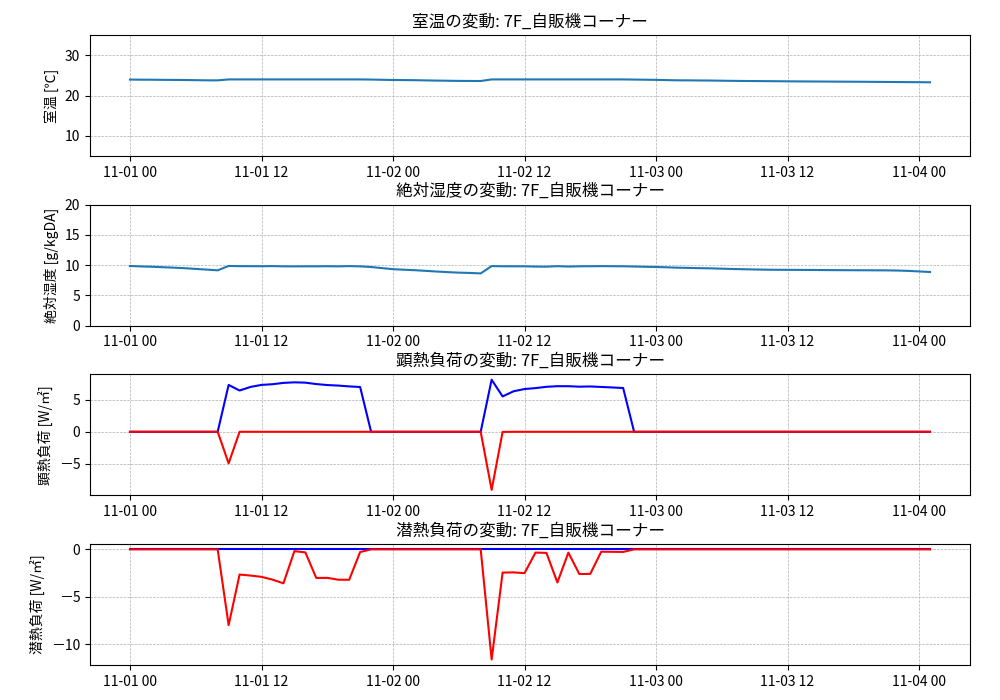 室温の変動: 7F_自販機コーナー
室温 [℃]
30
20
10
11-01 00 11-01 12 11-02 00 11-02 12 11-03 00 11-03 12 11-04 00
絶対湿度の変動: 7F_自販機コーナー
絶対湿度 [g/kgDA]
20
15
10
5
0
11-01 00 11-01 12 11-02 00 11-02 12 11-03 00 11-03 12 11-04 00
顕熱負荷の変動: 7F_自販機コーナー
顕熱負荷 [W/㎡]
5
0
−5
11-01 00 11-01 12 11-02 00 11-02 12 11-03 00 11-03 12 11-04 00
潜熱負荷の変動: 7F_自販機コーナー
潜熱負荷 [W/㎡]
0
−5
−10
11-01 00 11-01 12 11-02 00 11-02 12 11-03 00 11-03 12 11-04 00